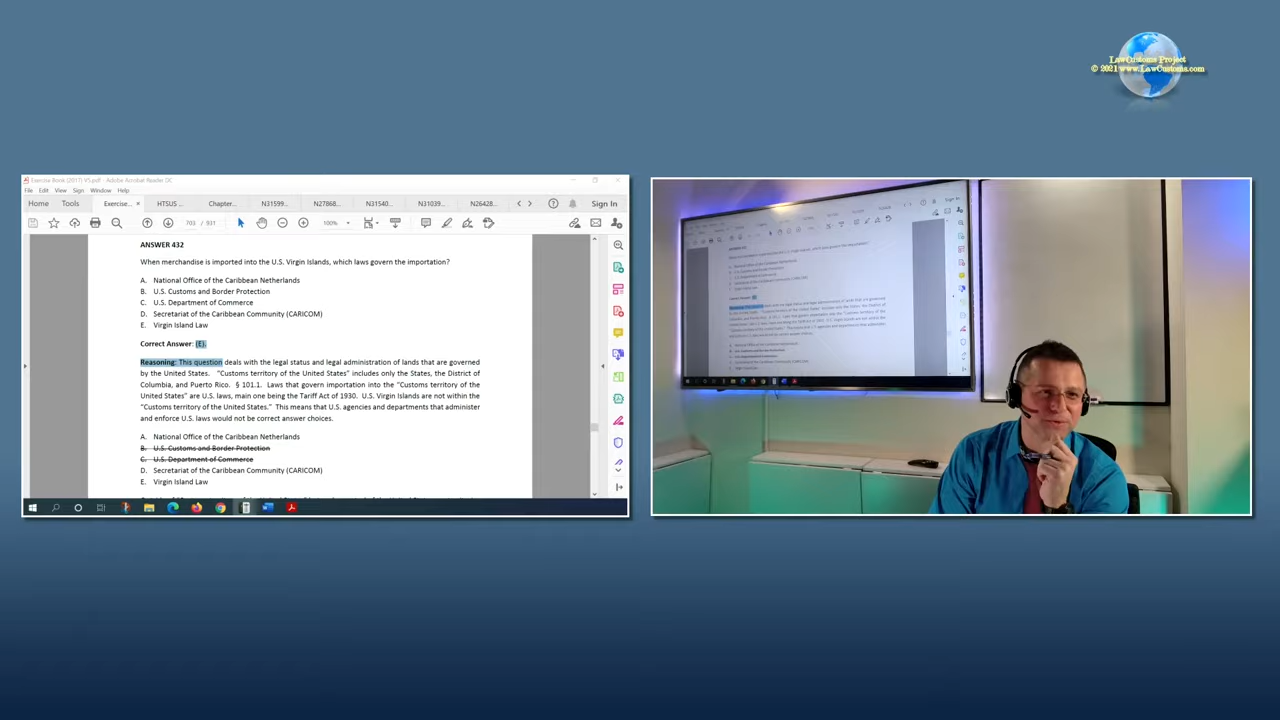 LawCustoms Project
© 2021 www.LawCustoms.com
Exercise Book (2017) V5.pdf - Adobe Acrobat Reader DC
File Edit View Sign Window Help
Home Tools Exercise... × HTSUS ... Chapter... N31599... N27868... N31540... N31039... N26428... Sign In
703 / 931 100%
ANSWER 432
When merchandise is imported into the U.S. Virgin Islands, which laws govern the importation?
A. National Office of the Caribbean Netherlands
B. U.S. Customs and Border Protection
C. U.S. Department of Commerce
D. Secretariat of the Caribbean Community (CARICOM)
E. Virgin Island Law
Correct Answer: (E).
Reasoning: This question deals with the legal status and legal administration of lands that are governed
by the United States. "Customs territory of the United States" includes only the States, the District of
Columbia, and Puerto Rico. § 101.1. Laws that govern importation into the "Customs territory of the
United States" are U.S. laws, main one being the Tariff Act of 1930. U.S. Virgin Islands are not within the
"Customs territory of the United States." This means that U.S. agencies and departments that administer
and enforce U.S. laws would not be correct answer choices.
A. National Office of the Caribbean Netherlands
B. U.S. Customs and Border Protection
C. U.S. Department of Commerce
D. Secretariat of the Caribbean Community (CARICOM)
E. Virgin Island Law